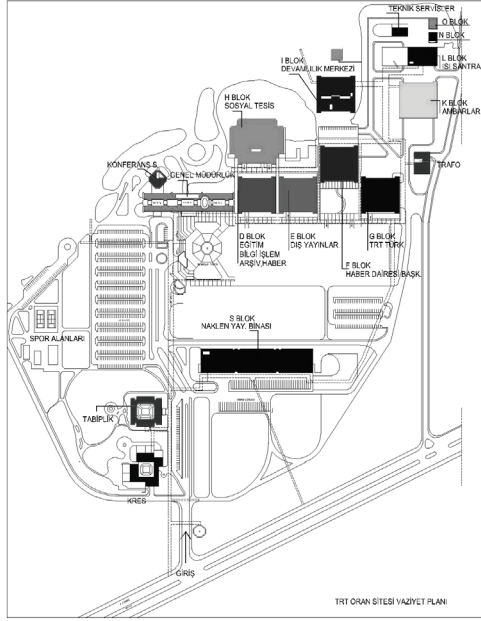 TEKNİK SERVİSLER
O BLOK
N BLOK
L BLOK
ISI SANTRA
I BLOK
DEVAMLILIK MERKEZİ
K BLOK
AMBARLAR
H BLOK
SOSYAL TESİS
KONFERANS S.
GENEL MÜDÜRLÜK
TRAFO
D BLOK
EĞİTİM
BİLGİ İŞLEM
ARŞİV,HABER
E BLOK
DIŞ YAYINLAR
G BLOK
TRT TÜRK
F BLOK
HABER DAİRESİ BAŞK.
S BLOK
NAKLEN YAY. BİNASI
SPOR ALANLARI
TABİPLİK
KRES
GİRİŞ
TRT ORAN SİTESİ VAZİYET PLANI